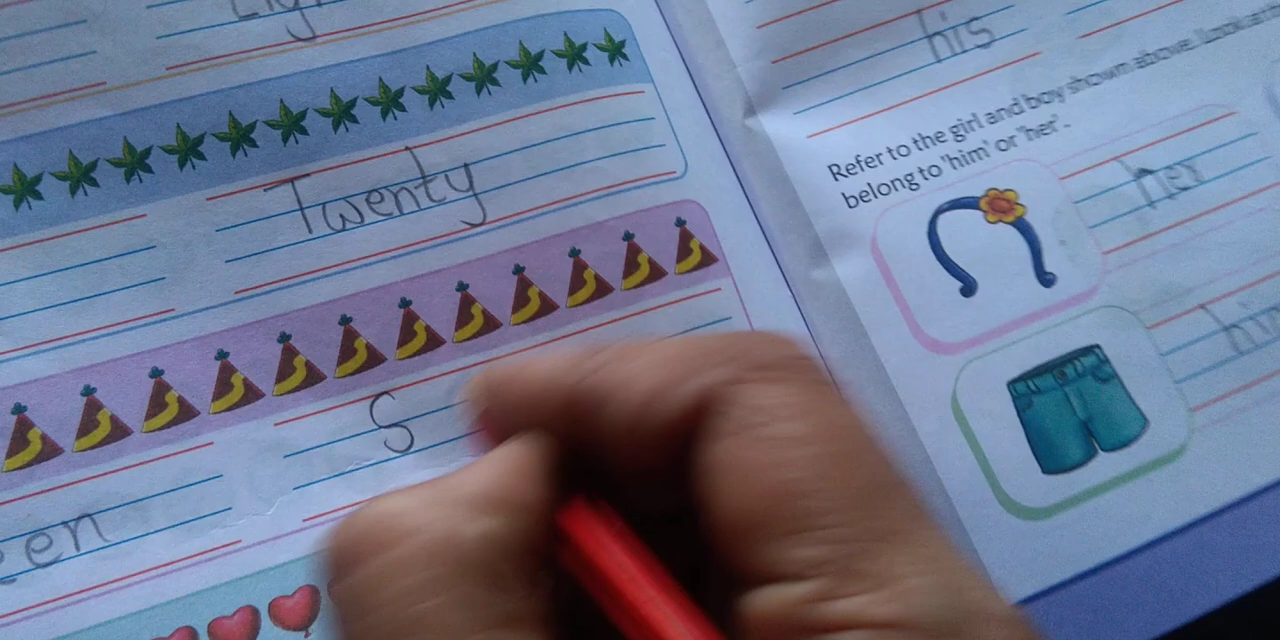 Twenty
S
een
his
Refer to the girl and boy shown above. Look at
belong to 'him' or 'her'.
her